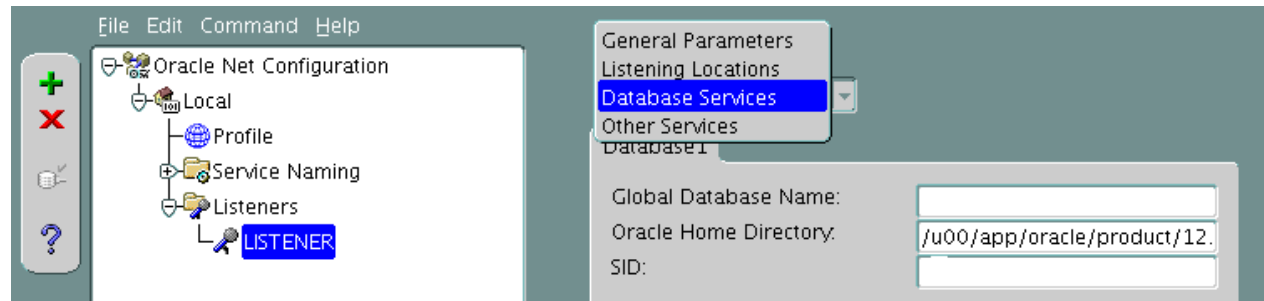 File Edit Command Help
Oracle Net Configuration
Local
Profile
Service Naming
Listeners
LISTENER
General Parameters
Listening Locations
Database Services
Other Services
Database1
Global Database Name:
Oracle Home Directory: /u00/app/oracle/product/12.
SID: